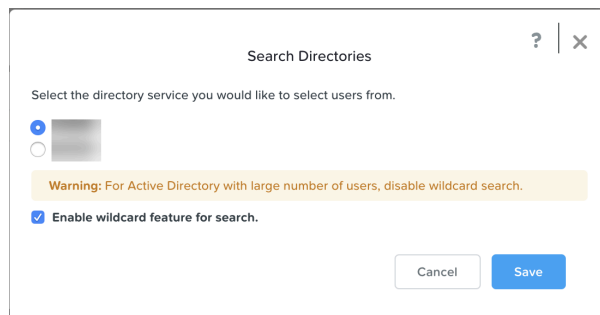 ?
Search Directories
Select the directory service you would like to select users from.
Warning: For Active Directory with large number of users, disable wildcard search.
Enable wildcard feature for search.
Cancel Save